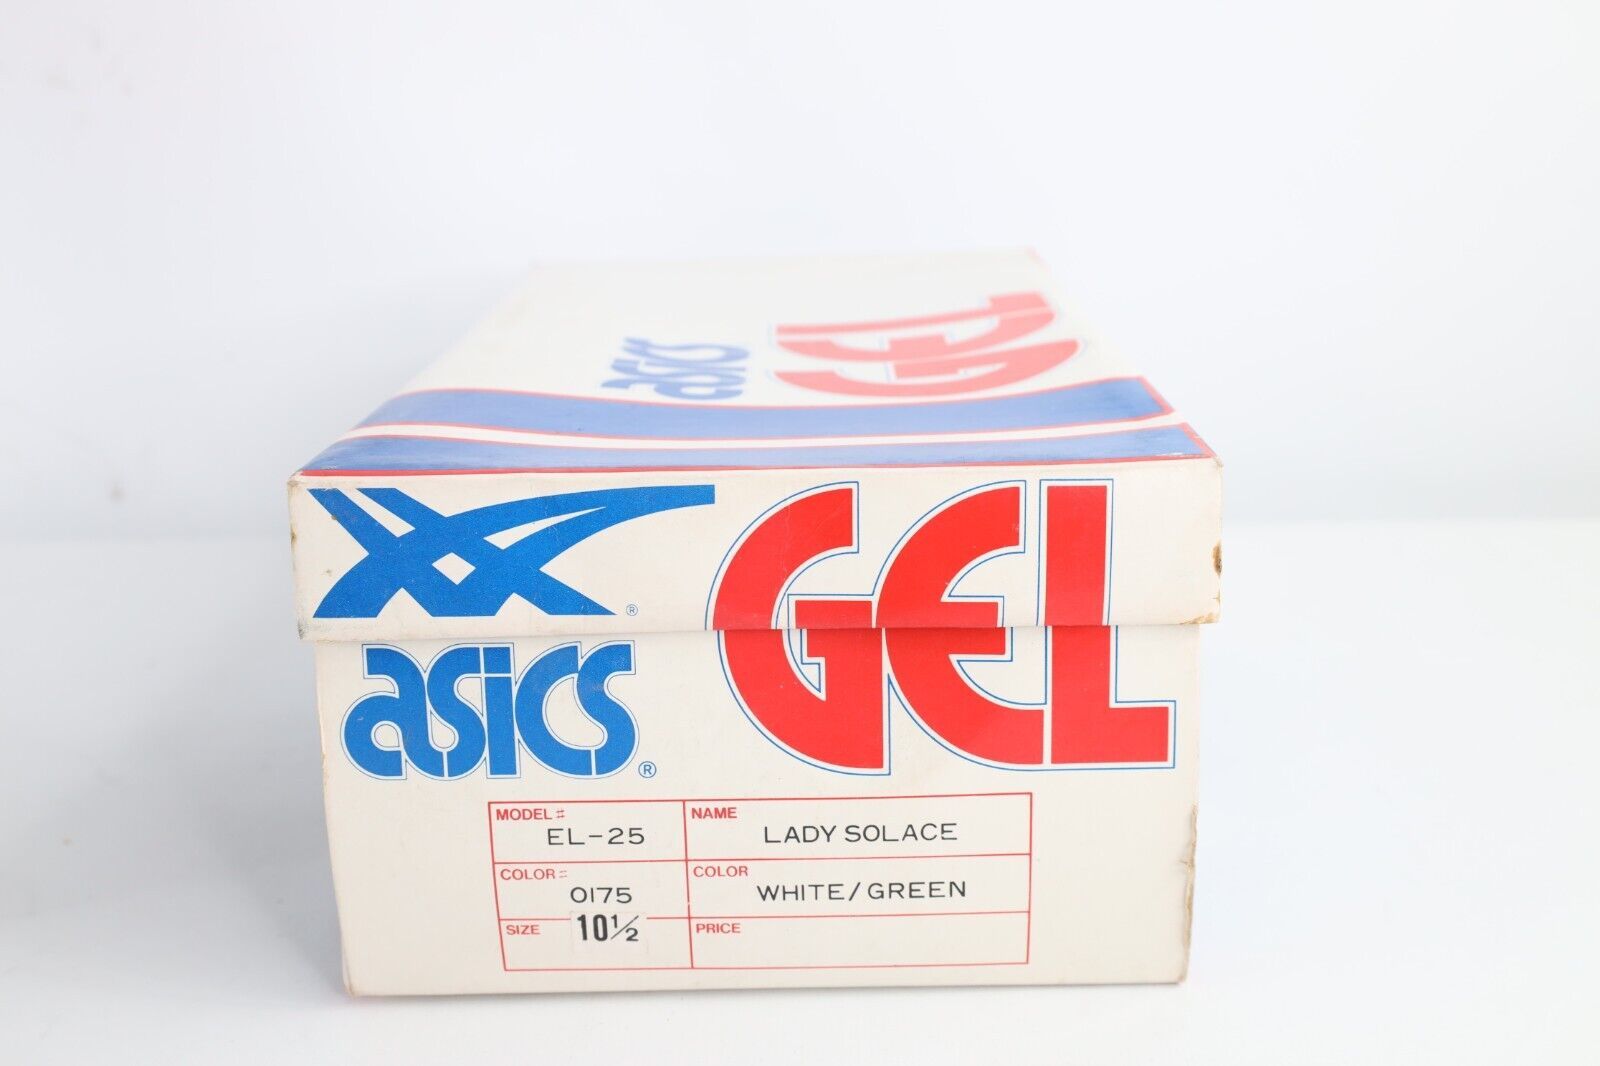 asics GEL
® GEL
asics®
MODEL # EL-25 NAME LADY SOLACE
COLOR # 0175 COLOR WHITE/GREEN
SIZE 10½ PRICE